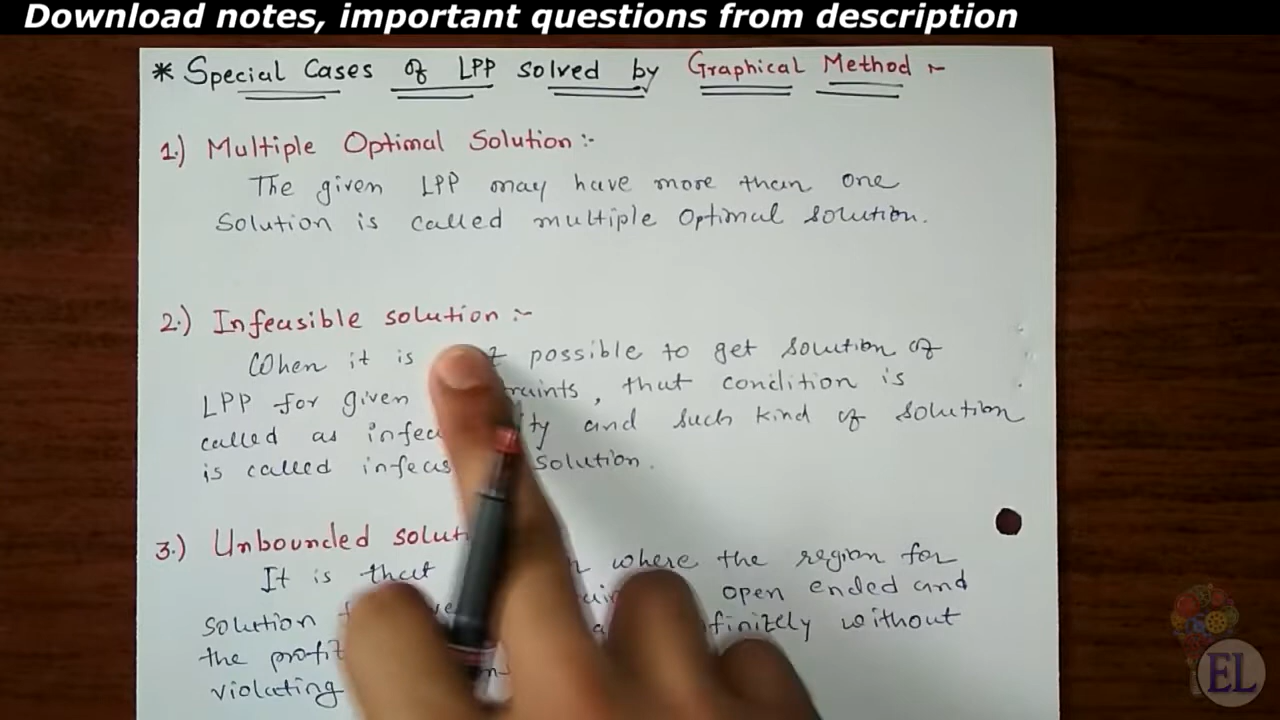 Download notes, important questions from description
* Special Cases of LPP solved by Graphical Method :-
1.) Multiple Optimal Solution :-
The given LPP may have more than one
solution is called multiple optimal solution.
2.) Infeasible solution :-
When it is possible to get solution of
LPP for given , that condition is
called as and such kind of solution
is called solution.
3.) Unbounded
It is that where the region for
solution open ended and
the profit without
violating
EL